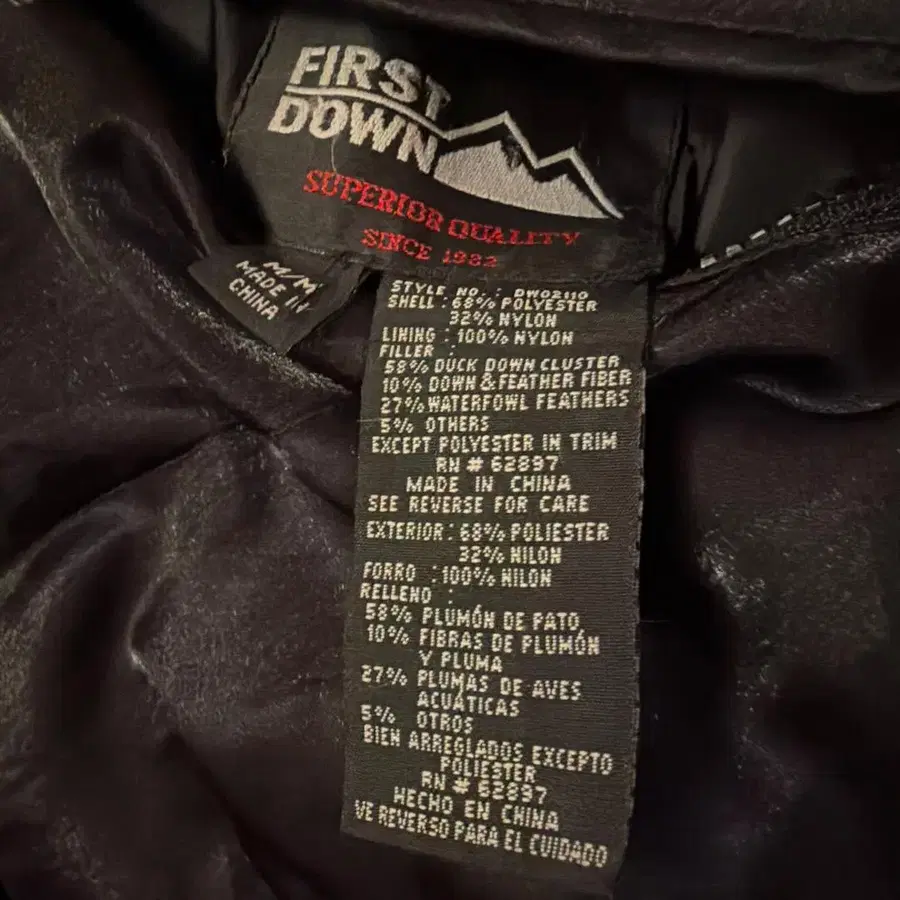 FIRST
DOWN
SUPERIOR QUALITY
SINCE 1982
M/M
MADE IN
CHINA
STYLE NO. : DW02110
SHELL : 68% POLYESTER
32% NYLON
LINING : 100% NYLON
FILLER :
58% DUCK DOWN CLUSTER
10% DOWN & FEATHER FIBER
27% WATERFOWL FEATHERS
5% OTHERS
EXCEPT POLYESTER IN TRIM
RN # 62897
MADE IN CHINA
SEE REVERSE FOR CARE
EXTERIOR : 68% POLIESTER
32% NILON
FORRO : 100% NILON
RELLENO :
58% PLUMÓN DE PATO
10% FIBRAS DE PLUMÓN
Y PLUMA
27% PLUMAS DE AVES
ACUÁTICAS
5% OTROS
BIEN ARREGLADOS EXCEPTO
POLIESTER
RN # 62897
HECHO EN CHINA
VE REVERSO PARA EL CUIDADO